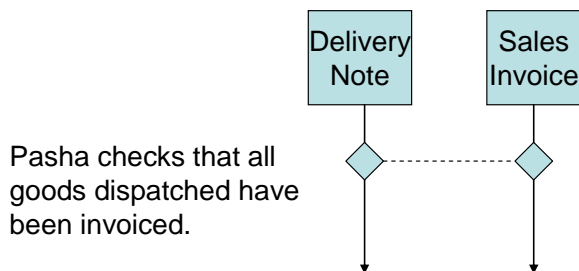 Delivery
Note
Sales
Invoice
Pasha checks that all
goods dispatched have
been invoiced.